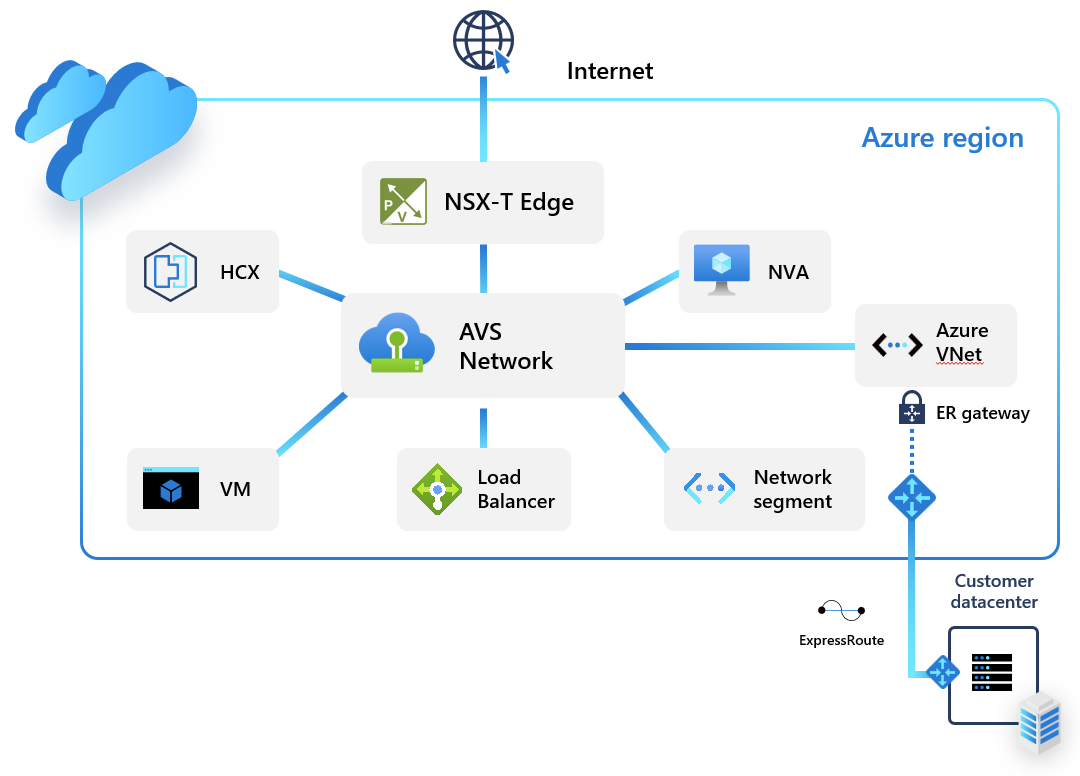 Internet
Azure region
P
V
NSX-T Edge
HCX
NVA
AVS
Network
Azure
VNet
ER gateway
VM
Load
Balancer
Network
segment
Customer
datacenter
ExpressRoute